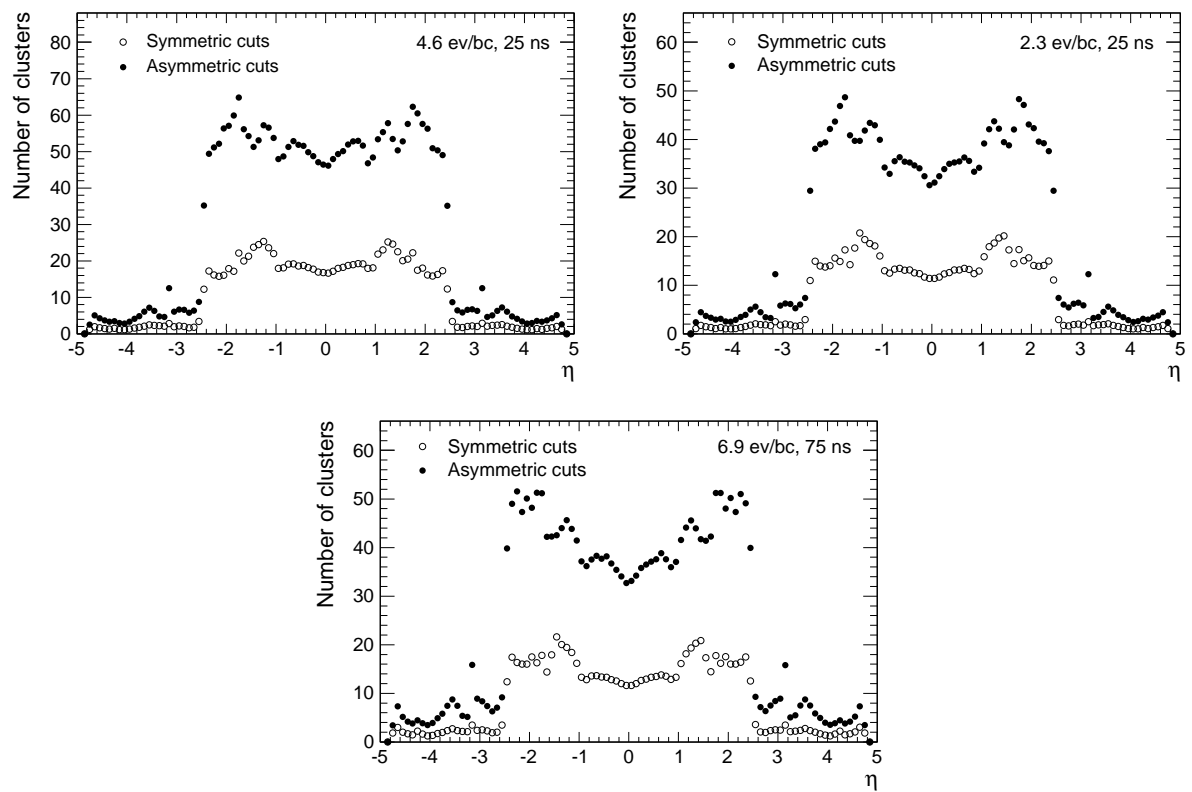 Number of clusters
80
70
60
50
40
30
20
10
0
Symmetric cuts
Asymmetric cuts
4.6 ev/bc, 25 ns
-5 -4 -3 -2 -1 0 1 2 3 4 5
η
Number of clusters
60
50
40
30
20
10
0
Symmetric cuts
Asymmetric cuts
2.3 ev/bc, 25 ns
-5 -4 -3 -2 -1 0 1 2 3 4 5
η
Number of clusters
60
50
40
30
20
10
0
Symmetric cuts
Asymmetric cuts
6.9 ev/bc, 75 ns
-5 -4 -3 -2 -1 0 1 2 3 4 5
η